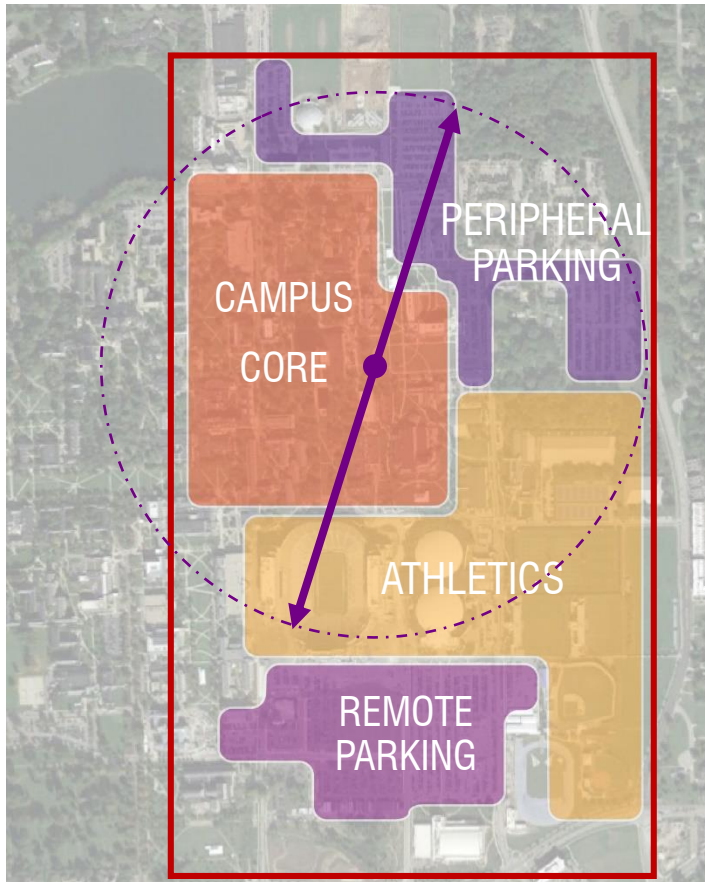 PERIPHERAL
PARKING
CAMPUS
CORE
ATHLETICS
REMOTE
PARKING